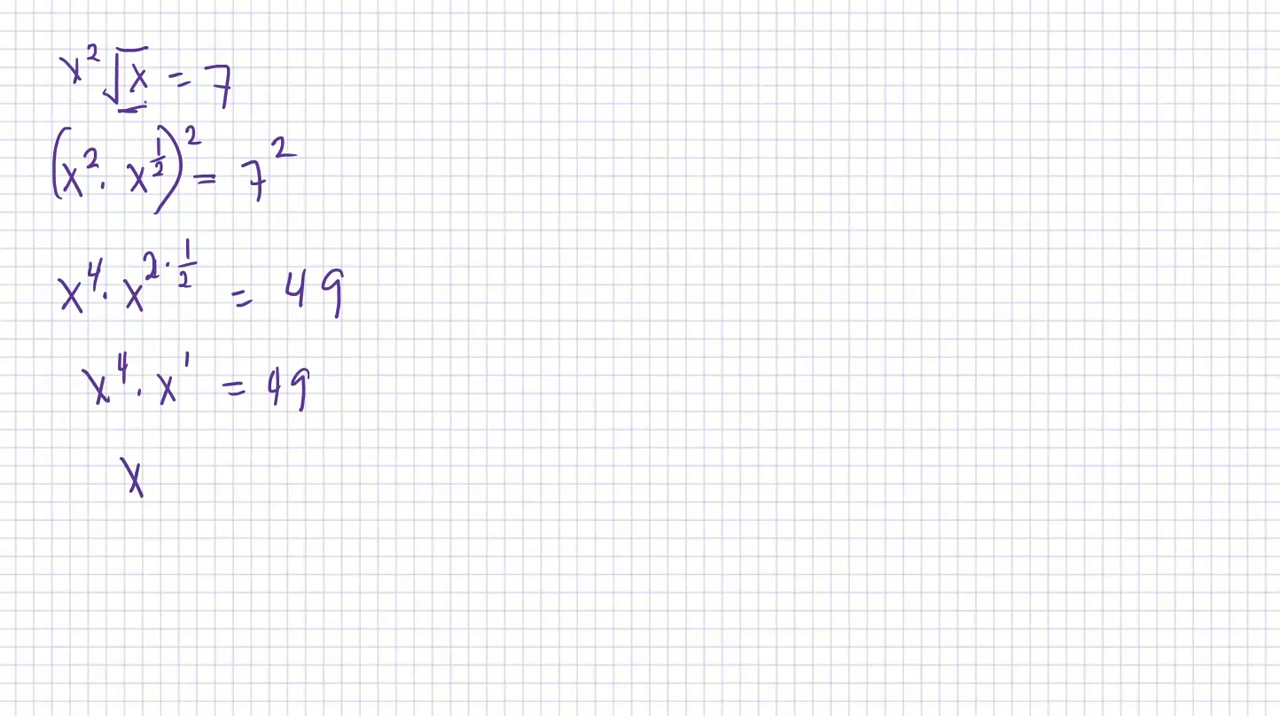 x²√x = 7
(x² · x^½)² = 7²
x⁴ · x^(2·½) = 49
x⁴ · x¹ = 49
x